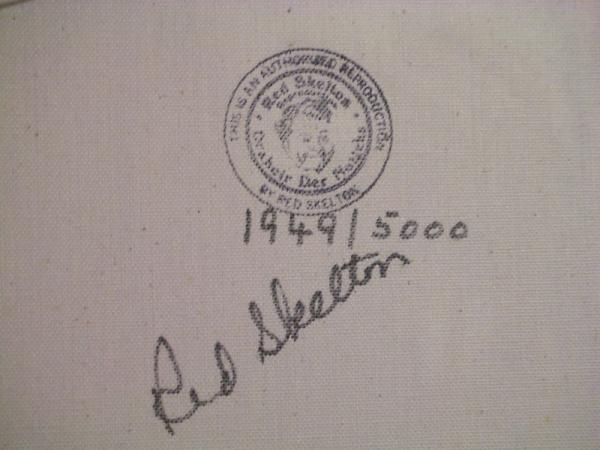 THIS IS AN AUTHORIZED REPRODUCTION
BY RED SKELTON
Red Skelton
1949/5000
Red Skelton